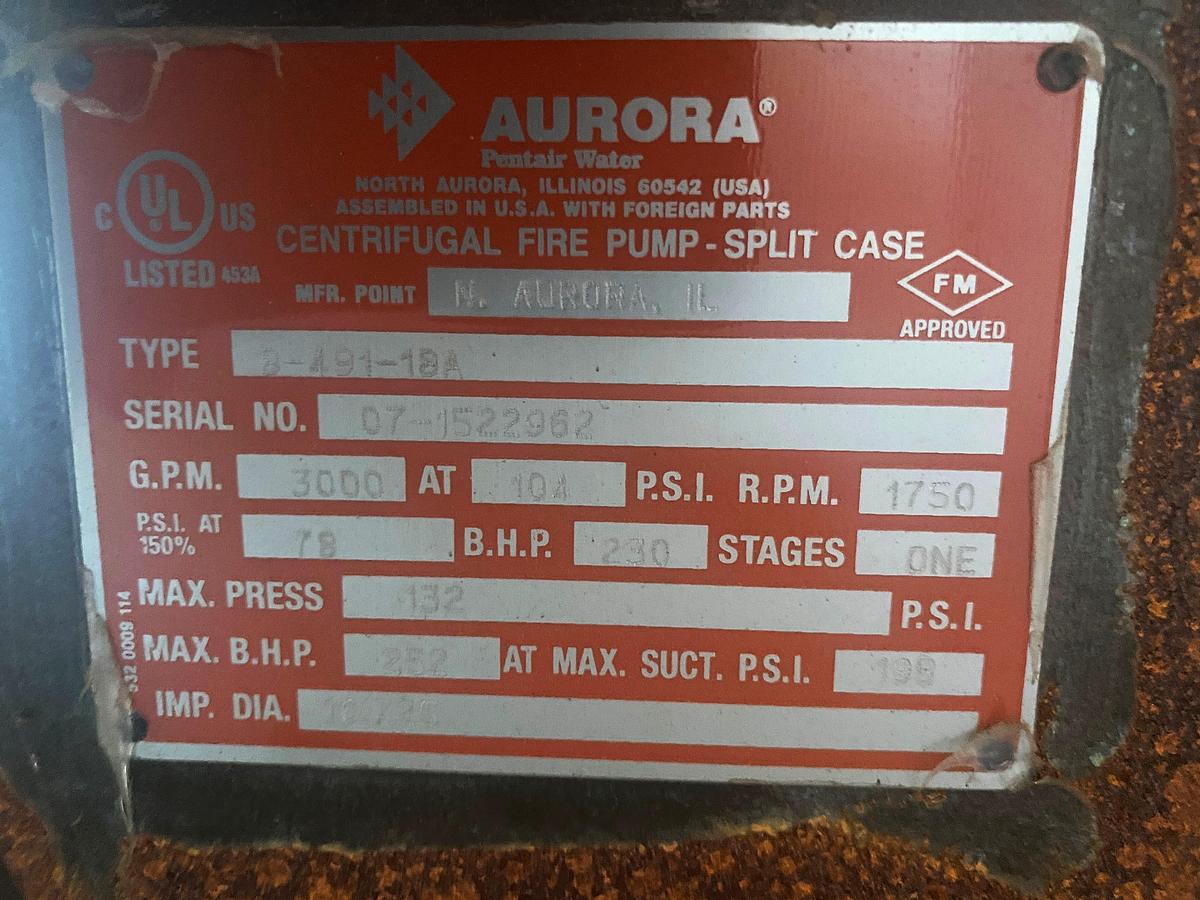 AURORA®
Pentair Water
NORTH AURORA, ILLINOIS 60542 (USA)
ASSEMBLED IN U.S.A. WITH FOREIGN PARTS
C UL US
LISTED 453A
CENTRIFUGAL FIRE PUMP - SPLIT CASE
MFR. POINT N. AURORA, IL
FM
APPROVED
TYPE
SERIAL NO. 07-1522962
G.P.M. 3000 AT 104 P.S.I. R.P.M. 1750
P.S.I. AT
150% 78 B.H.P. 230 STAGES ONE
MAX. PRESS 132 P.S.I.
MAX. B.H.P. 252 AT MAX. SUCT. P.S.I.
IMP. DIA.
0009 114